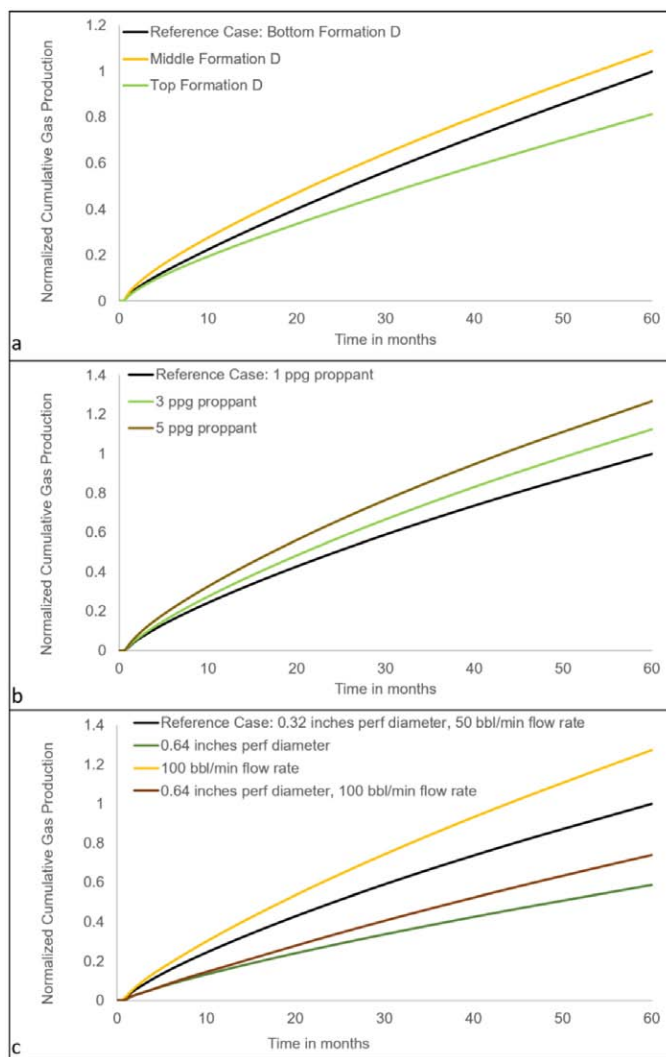 1.2
1
0.8
0.6
0.4
0.2
0
Normalized Cumulative Gas Production
Reference Case: Bottom Formation D
Middle Formation D
Top Formation D
0 10 20 30 40 50 60
Time in months
a
1.4
1.2
1
0.8
0.6
0.4
0.2
0
Normalized Cumulative Gas Production
Reference Case: 1 ppg proppant
3 ppg proppant
5 ppg proppant
0 10 20 30 40 50 60
Time in months
b
1.4
1.2
1
0.8
0.6
0.4
0.2
0
Normalized Cumulative Gas Production
Reference Case: 0.32 inches perf diameter, 50 bbl/min flow rate
0.64 inches perf diameter
100 bbl/min flow rate
0.64 inches perf diameter, 100 bbl/min flow rate
0 10 20 30 40 50 60
Time in months
c